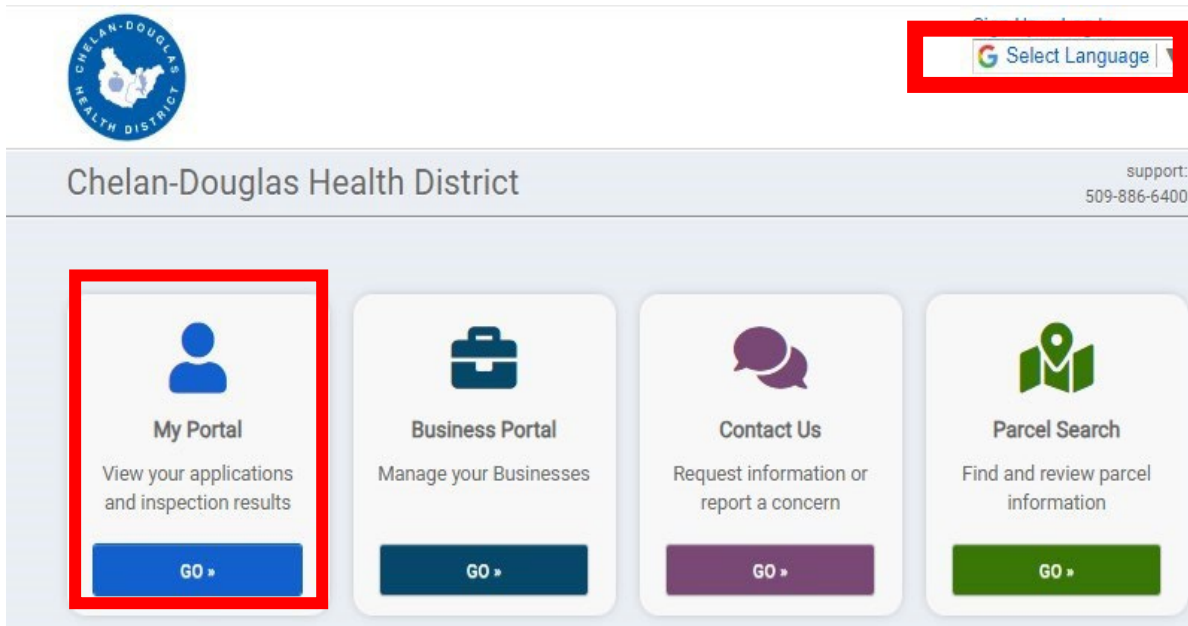 CHELAN-DOUGLAS
HEALTH DISTRICT
Select Language
Chelan-Douglas Health District
support:
509-886-6400
My Portal
View your applications
and inspection results
GO »
Business Portal
Manage your Businesses
GO »
Contact Us
Request information or
report a concern
GO »
Parcel Search
Find and review parcel
information
GO »